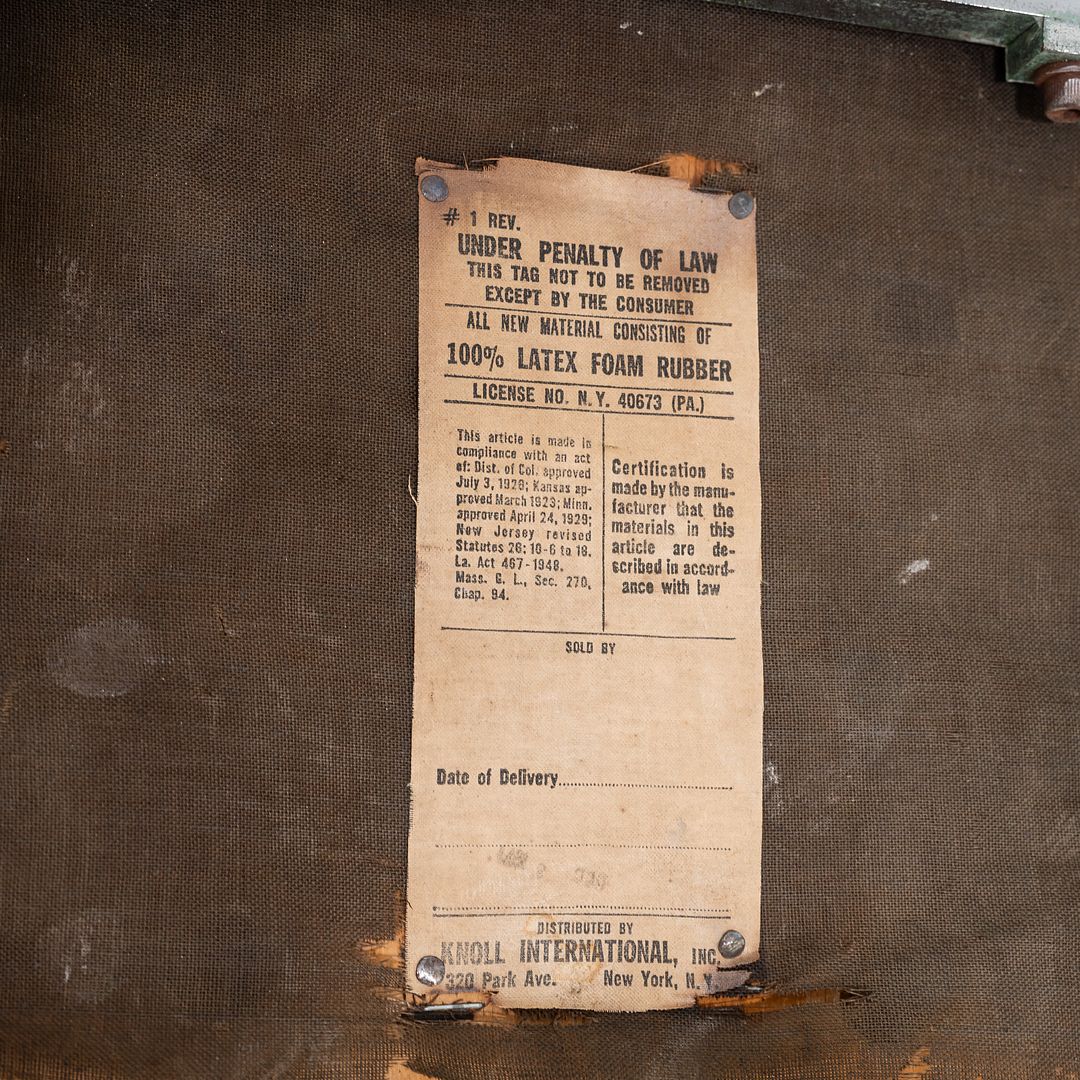 # 1 REV.
UNDER PENALTY OF LAW
THIS TAG NOT TO BE REMOVED
EXCEPT BY THE CONSUMER
ALL NEW MATERIAL CONSISTING OF
100% LATEX FOAM RUBBER
LICENSE NO. N.Y. 40673 (PA.)
This article is made in
compliance with an act
of: Dist. of Col. approved
July 3, 1926; Kansas ap-
proved March 1923; Minn.
approved April 24, 1929;
New Jersey revised
Statutes 26: 10-6 to 18.
La. Act 467-1948.
Mass. G. L., Sec. 270,
Chap. 94.
Certification is
made by the manu-
facturer that the
materials in this
article are de-
scribed in accord-
ance with law
SOLD BY
Date of Delivery
DISTRIBUTED BY
KNOLL INTERNATIONAL, INC.
320 Park Ave. New York, N.Y.